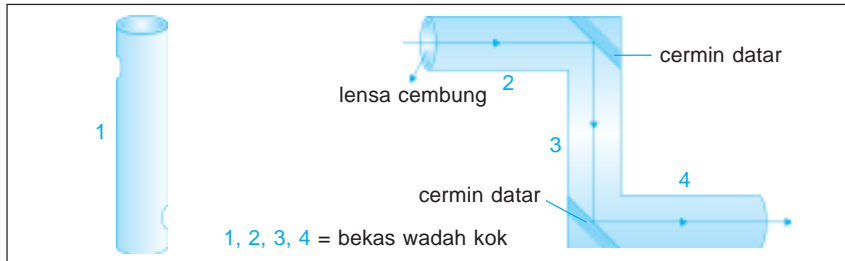 1
lensa cembung
2
cermin datar
3
cermin datar
4
1, 2, 3, 4 = bekas wadah kok